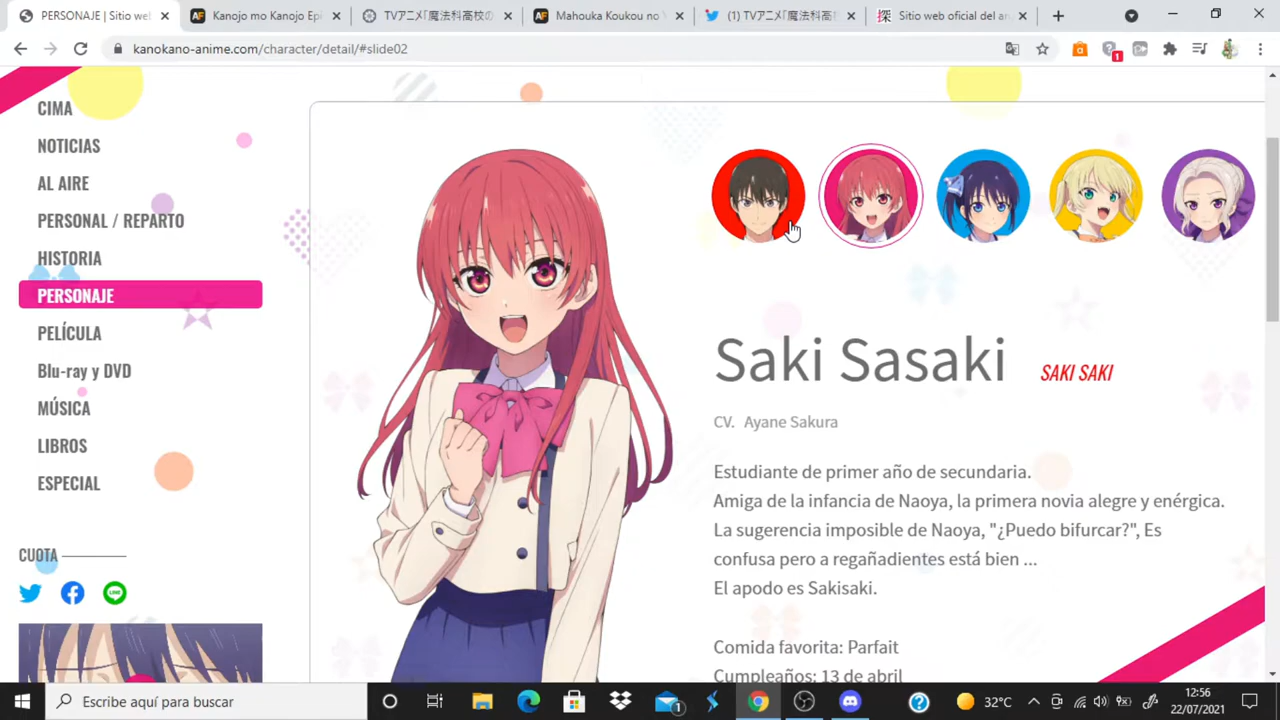 PERSONAJE | Sitio web
Kanojo mo Kanojo Epi
TVアニメ「魔法科高校の
Mahouka Koukou no Y
(1) TVアニメ「魔法科高校
Sitio web oficial del an
kanokano-anime.com/character/detail/#slide02
CIMA
NOTICIAS
AL AIRE
PERSONAL / REPARTO
HISTORIA
PERSONAJE
PELÍCULA
Blu-ray y DVD
MÚSICA
LIBROS
ESPECIAL
CUOTA
LINE
Saki Sasaki
SAKI SAKI
CV. Ayane Sakura
Estudiante de primer año de secundaria.
Amiga de la infancia de Naoya, la primera novia alegre y enérgica.
La sugerencia imposible de Naoya, "¿Puedo bifurcar?", Es
confusa pero a regañadientes está bien ...
El apodo es Sakisaki.
Comida favorita: Parfait
Cumpleaños: 13 de abril
Escribe aquí para buscar
1
32°C
12:56
22/07/2021